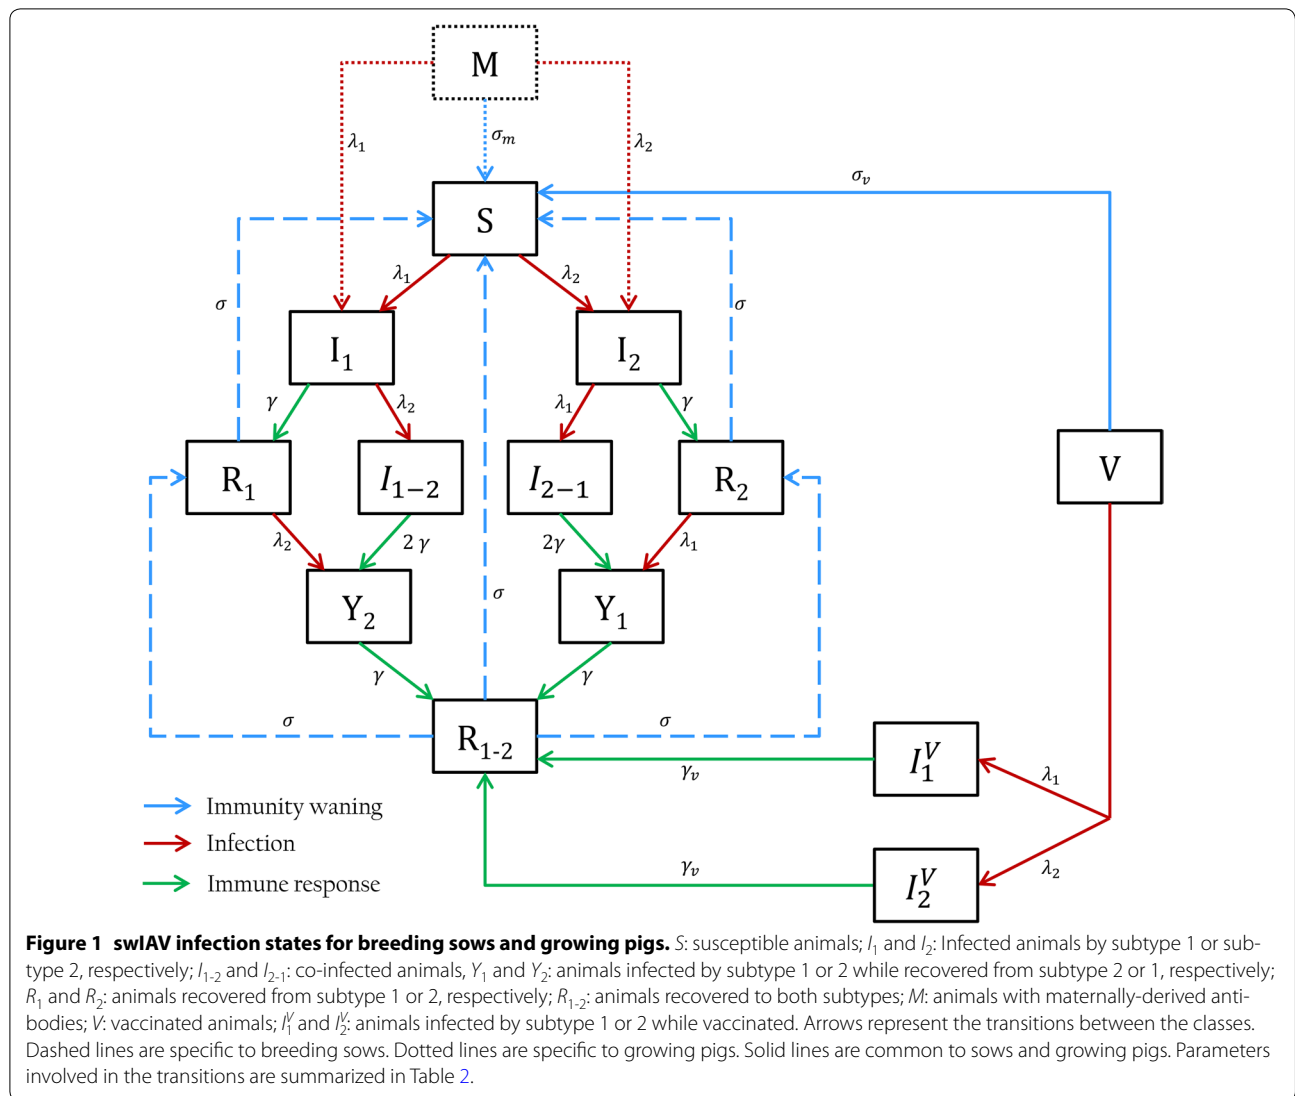 M
λ₁
σₘ
λ₂
σᵥ
S
λ₁
λ₂
σ
σ
I₁
I₂
γ
λ₂
λ₁
γ
R₁
I₁₋₂
I₂₋₁
R₂
V
λ₂
2 γ
2γ
λ₁
Y₂
σ
Y₁
γ
γ
σ
R₁₋₂
σ
I₁ⱽ
γᵥ
λ₁
Immunity waning
Infection
Immune response
γᵥ
I₂ⱽ
λ₂
Figure 1 swIAV infection states for breeding sows and growing pigs. S: susceptible animals; I₁ and I₂: Infected animals by subtype 1 or sub-
type 2, respectively; I₁₋₂ and I₂₋₁: co-infected animals, Y₁ and Y₂: animals infected by subtype 1 or 2 while recovered from subtype 2 or 1, respectively;
R₁ and R₂: animals recovered from subtype 1 or 2, respectively; R₁₋₂: animals recovered to both subtypes; M: animals with maternally-derived anti-
bodies; V: vaccinated animals; I₁ⱽ and I₂ⱽ: animals infected by subtype 1 or 2 while vaccinated. Arrows represent the transitions between the classes.
Dashed lines are specific to breeding sows. Dotted lines are specific to growing pigs. Solid lines are common to sows and growing pigs. Parameters
involved in the transitions are summarized in Table 2.